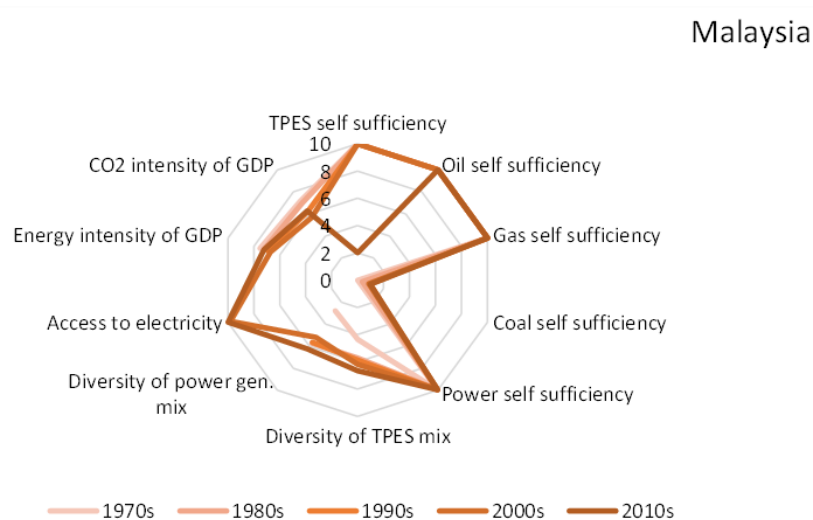 Malaysia
TPES self sufficiency
10
CO2 intensity of GDP
Oil self sufficiency
8
6
Energy intensity of GDP
4
Gas self sufficiency
2
0
Access to electricity
Coal self sufficiency
Diversity of power gen.
mix
Power self sufficiency
Diversity of TPES mix
1970s 1980s 1990s 2000s 2010s